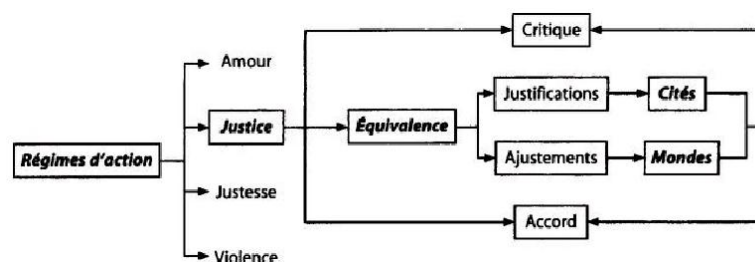 Critique
Amour
Justifications
Cités
Justice
Équivalence
Régimes d'action
Ajustements
Mondes
Justesse
Accord
Violence